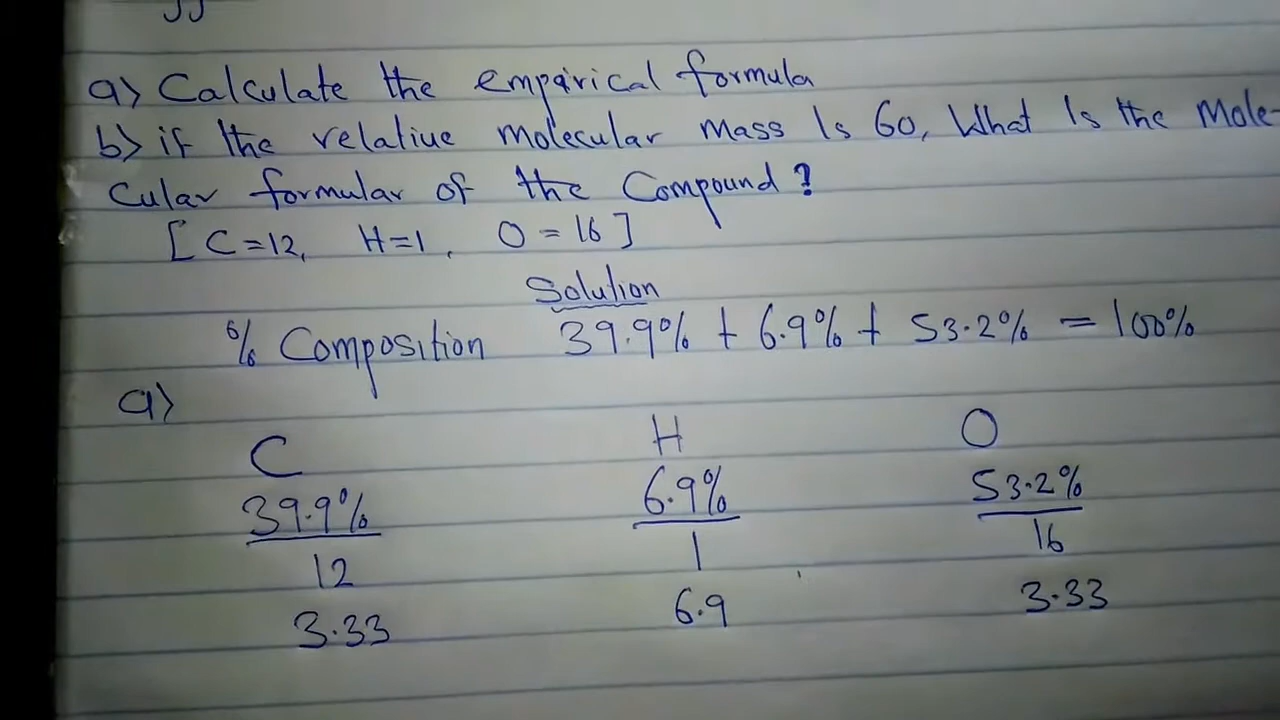 a) Calculate the empirical formula
b) if the relative molecular mass Is 60, What Is the Mole-
cular formular of the Compound?
[C=12, H=1, O=16]
Solution
% Composition 39.9% + 6.9% + 53.2% = 100%
a)
C H O
39.9% 6.9% 53.2%
12 1 16
3.33 6.9 3.33